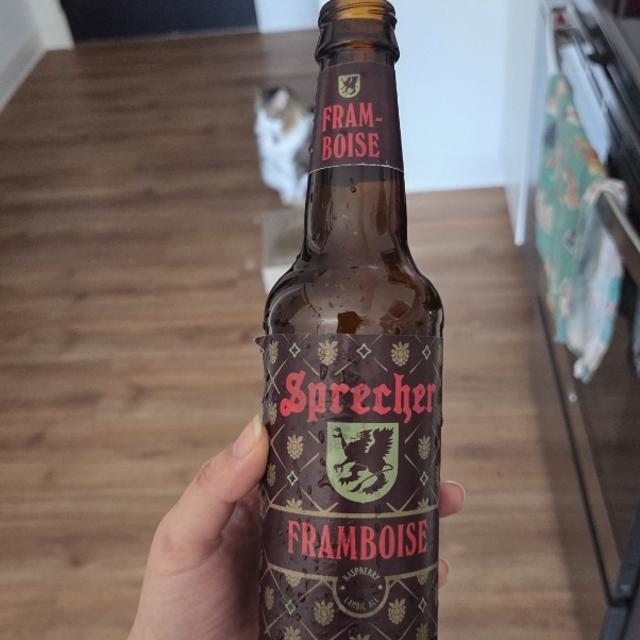 FRAM-
BOISE
Sprecher
FRAMBOISE
RASPBERRY
LAMBIC ALE